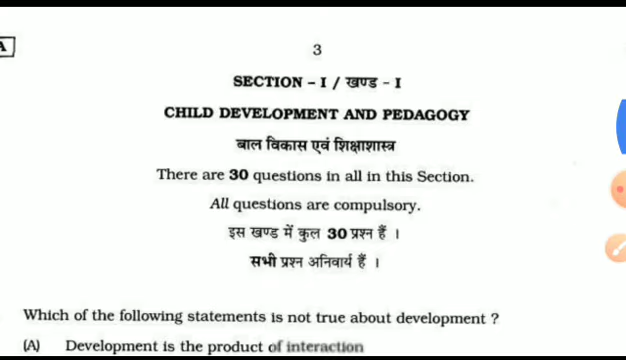 A
3
SECTION – I / खण्ड - I
CHILD DEVELOPMENT AND PEDAGOGY
बाल विकास एवं शिक्षाशास्त्र
There are 30 questions in all in this Section.
All questions are compulsory.
इस खण्ड में कुल 30 प्रश्न हैं ।
सभी प्रश्न अनिवार्य हैं ।
Which of the following statements is not true about development ?
(A) Development is the product of interaction